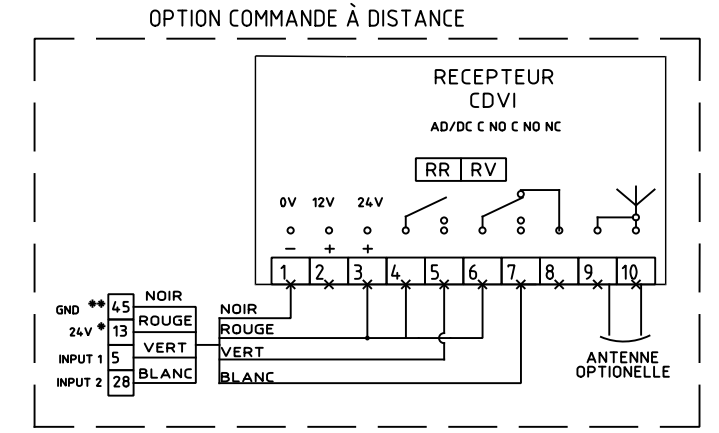 OPTION COMMANDE À DISTANCE
RECEPTEUR
CDVI
AD/DC C NO C NO NC
RR RV
0V 12V 24V
– + +
1 2 3 4 5 6 7 8 9 10
GND ** 45 NOIR
24V * 13 ROUGE
INPUT 1 5 VERT
INPUT 2 28 BLANC
NOIR
ROUGE
VERT
BLANC
ANTENNE
OPTIONELLE